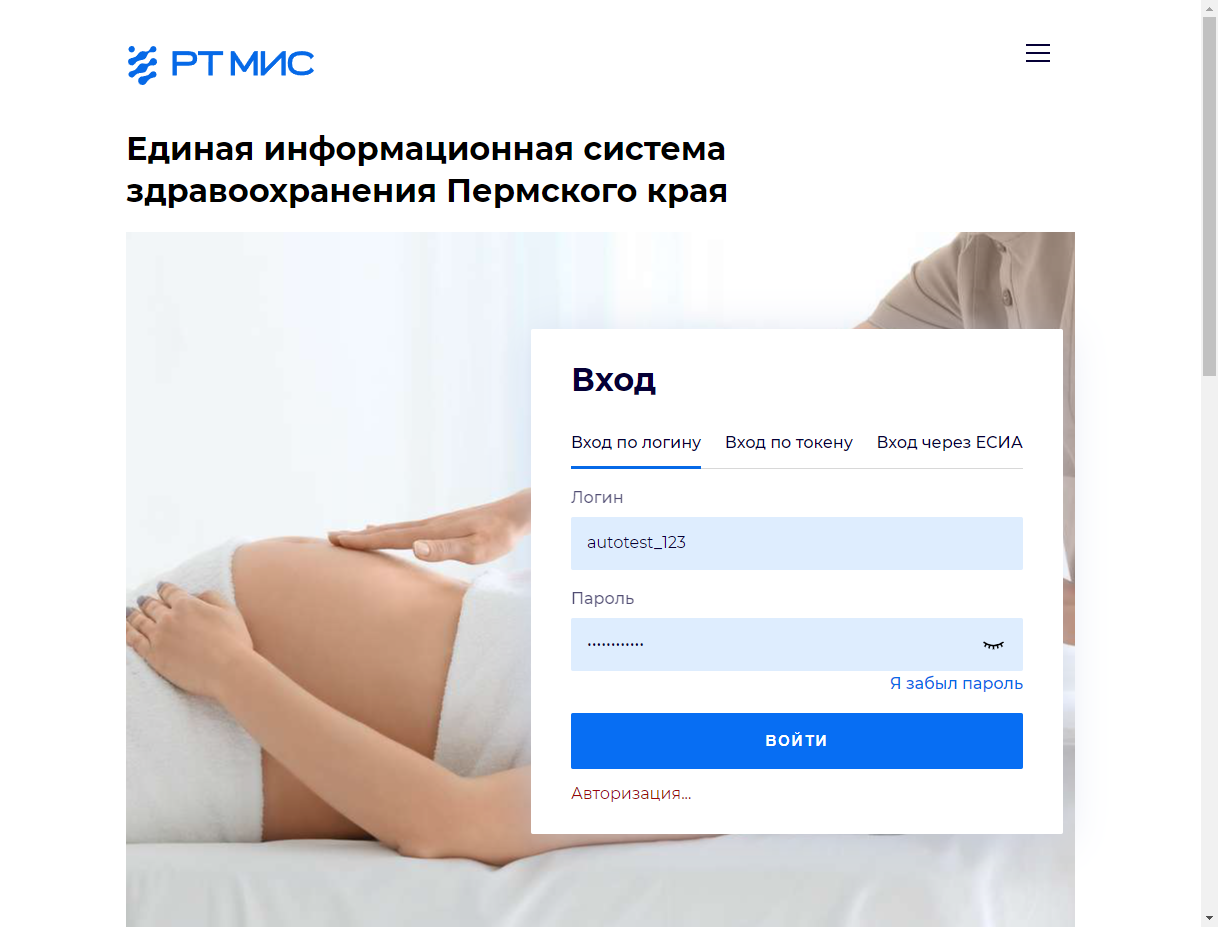 РТ МИС
Единая информационная система
здравоохранения Пермского края
Вход
Вход по логину Вход по токену Вход через ЕСИА
Логин
autotest_123
Пароль
••••••••••••
Я забыл пароль
ВОЙТИ
Авторизация...